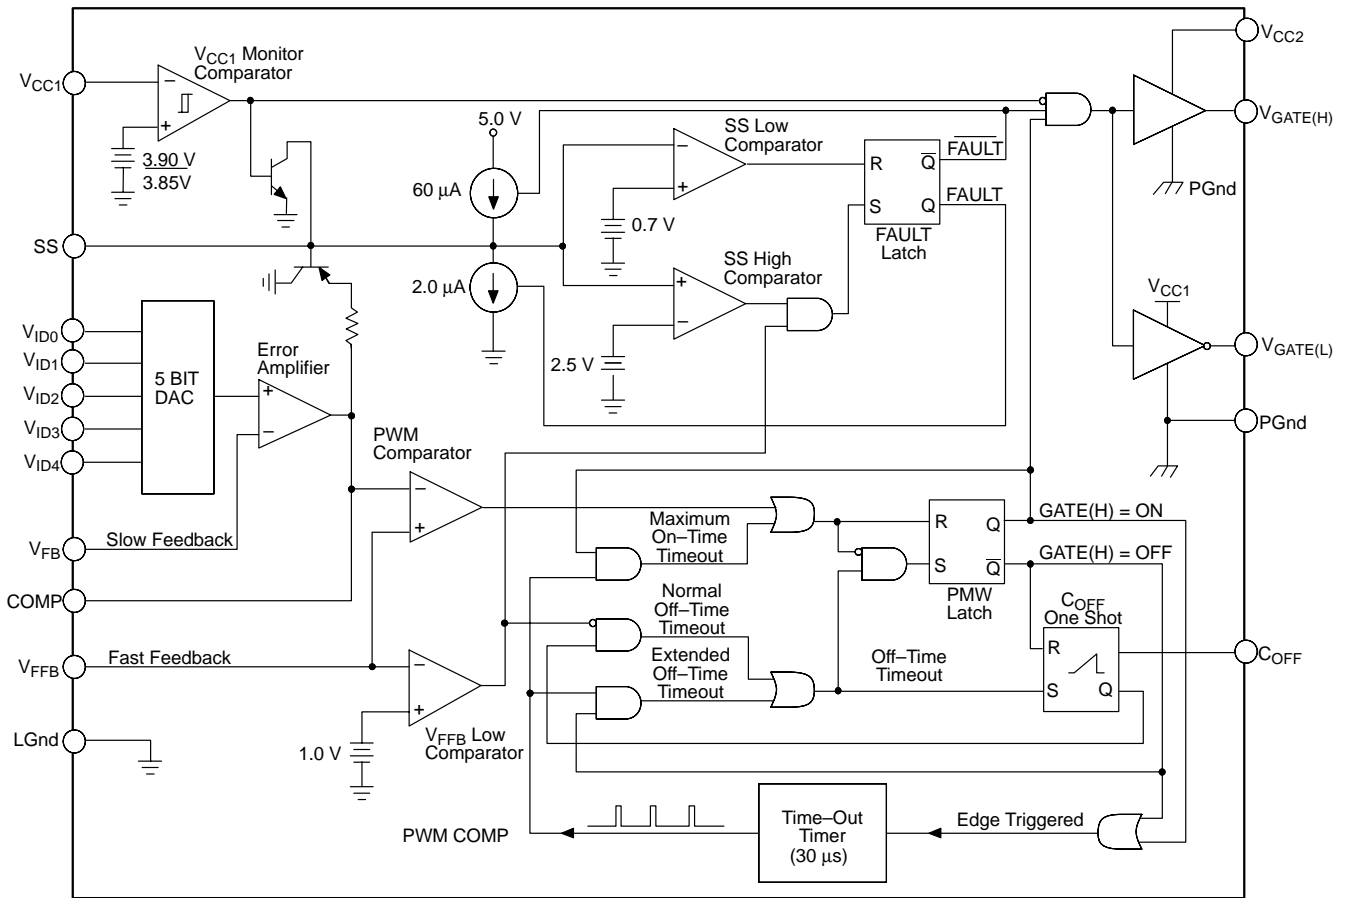 VCC1 Monitor
Comparator
VCC1
−
+
3.90 V
3.85V
5.0 V
60 μA
SS Low
Comparator
−
+
0.7 V
R
Q
FAULT
S
Q
FAULT
FAULT
Latch
VCC2
VGATE(H)
PGnd
SS
2.0 μA
SS High
Comparator
+
−
2.5 V
VCC1
VGATE(L)
PGnd
VID0
VID1
VID2
VID3
VID4
5 BIT
DAC
Error
Amplifier
+
−
PWM
Comparator
−
+
VFB
Slow Feedback
COMP
VFFB
Fast Feedback
LGnd
−
+
1.0 V
VFFB Low
Comparator
Maximum
On–Time
Timeout
Normal
Off–Time
Timeout
Extended
Off–Time
Timeout
R
Q
S
Q
PMW
Latch
GATE(H) = ON
GATE(H) = OFF
COFF
One Shot
R
S
Q
Off–Time
Timeout
COFF
PWM COMP
Time–Out
Timer
(30 μs)
Edge Triggered